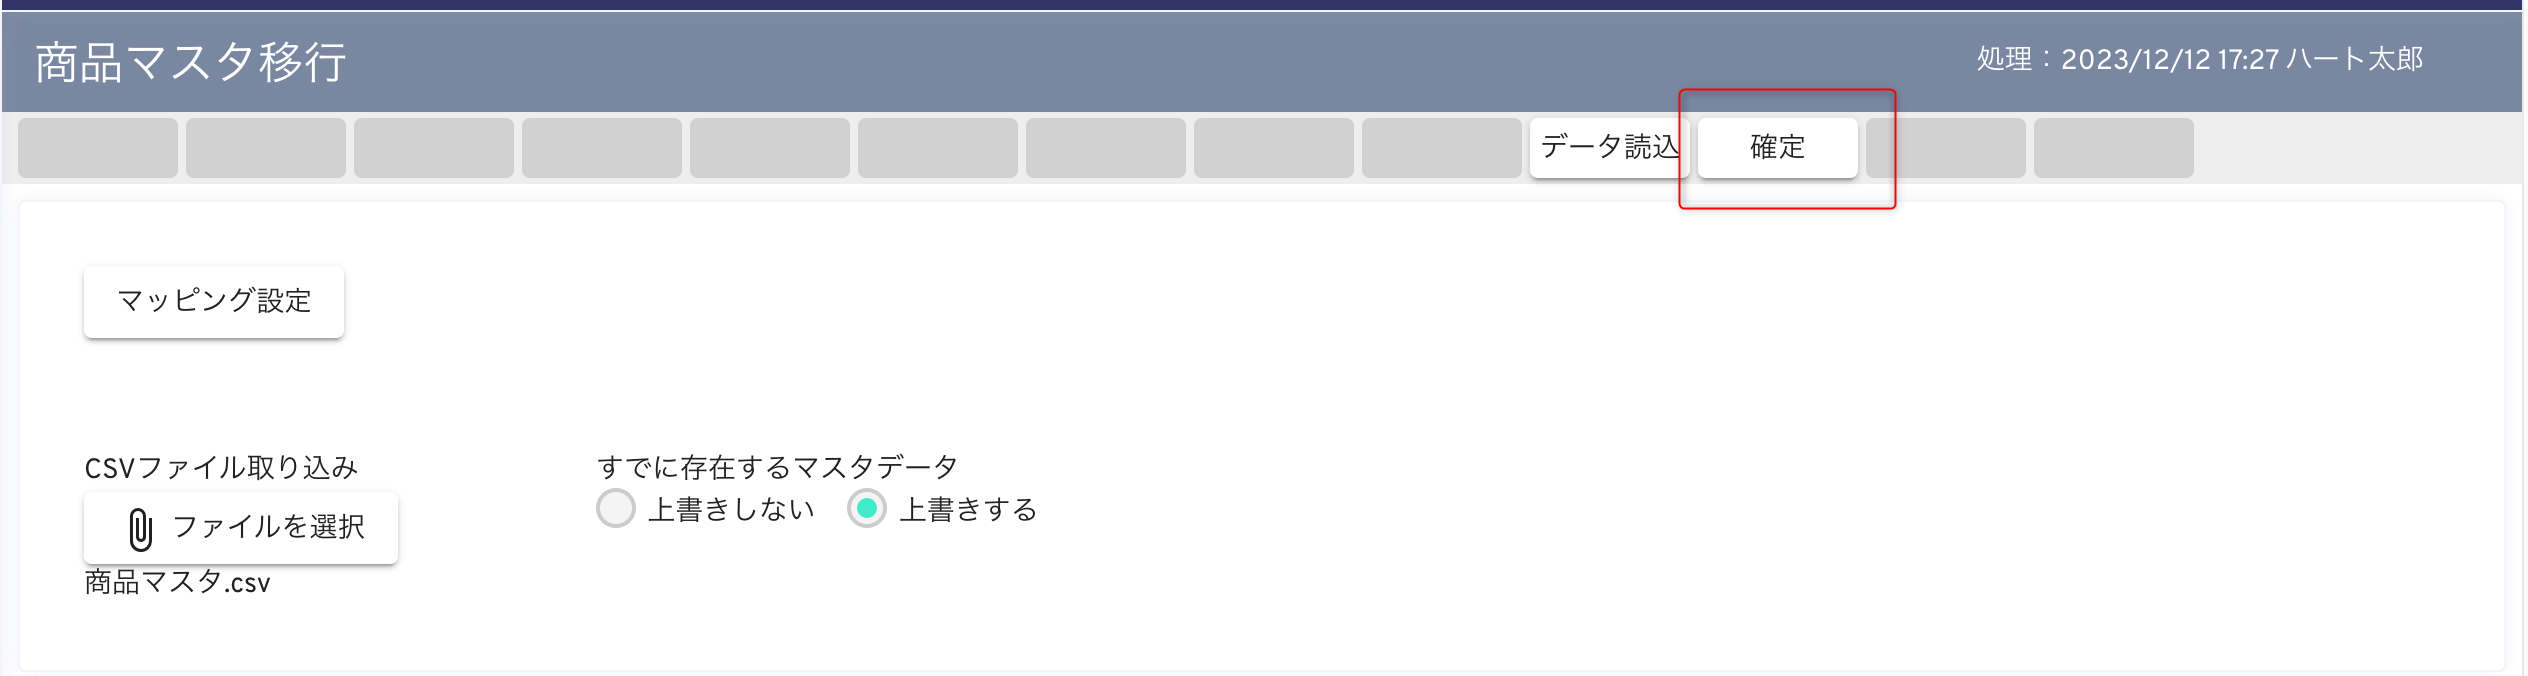 商品マスタ移行
処理：2023/12/12 17:27 ハート太郎
データ読込 確定
マッピング設定
CSVファイル取り込み
すでに存在するマスタデータ
上書きしない 上書きする
ファイルを選択
商品マスタ.csv